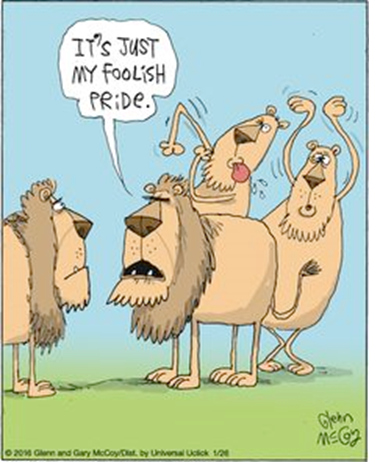 IT'S JUST
MY FOOLISH
PRIDE.
Glenn
McCoy
© 2016 Glenn and Gary McCoy/Dist. by Universal Uclick 1/26